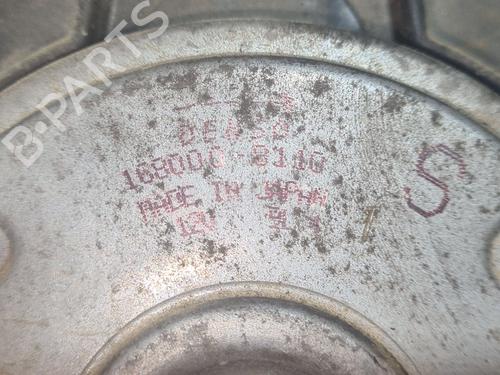 B-PARTS
DENSO
168000-8110
MADE IN JAPAN
12V
S